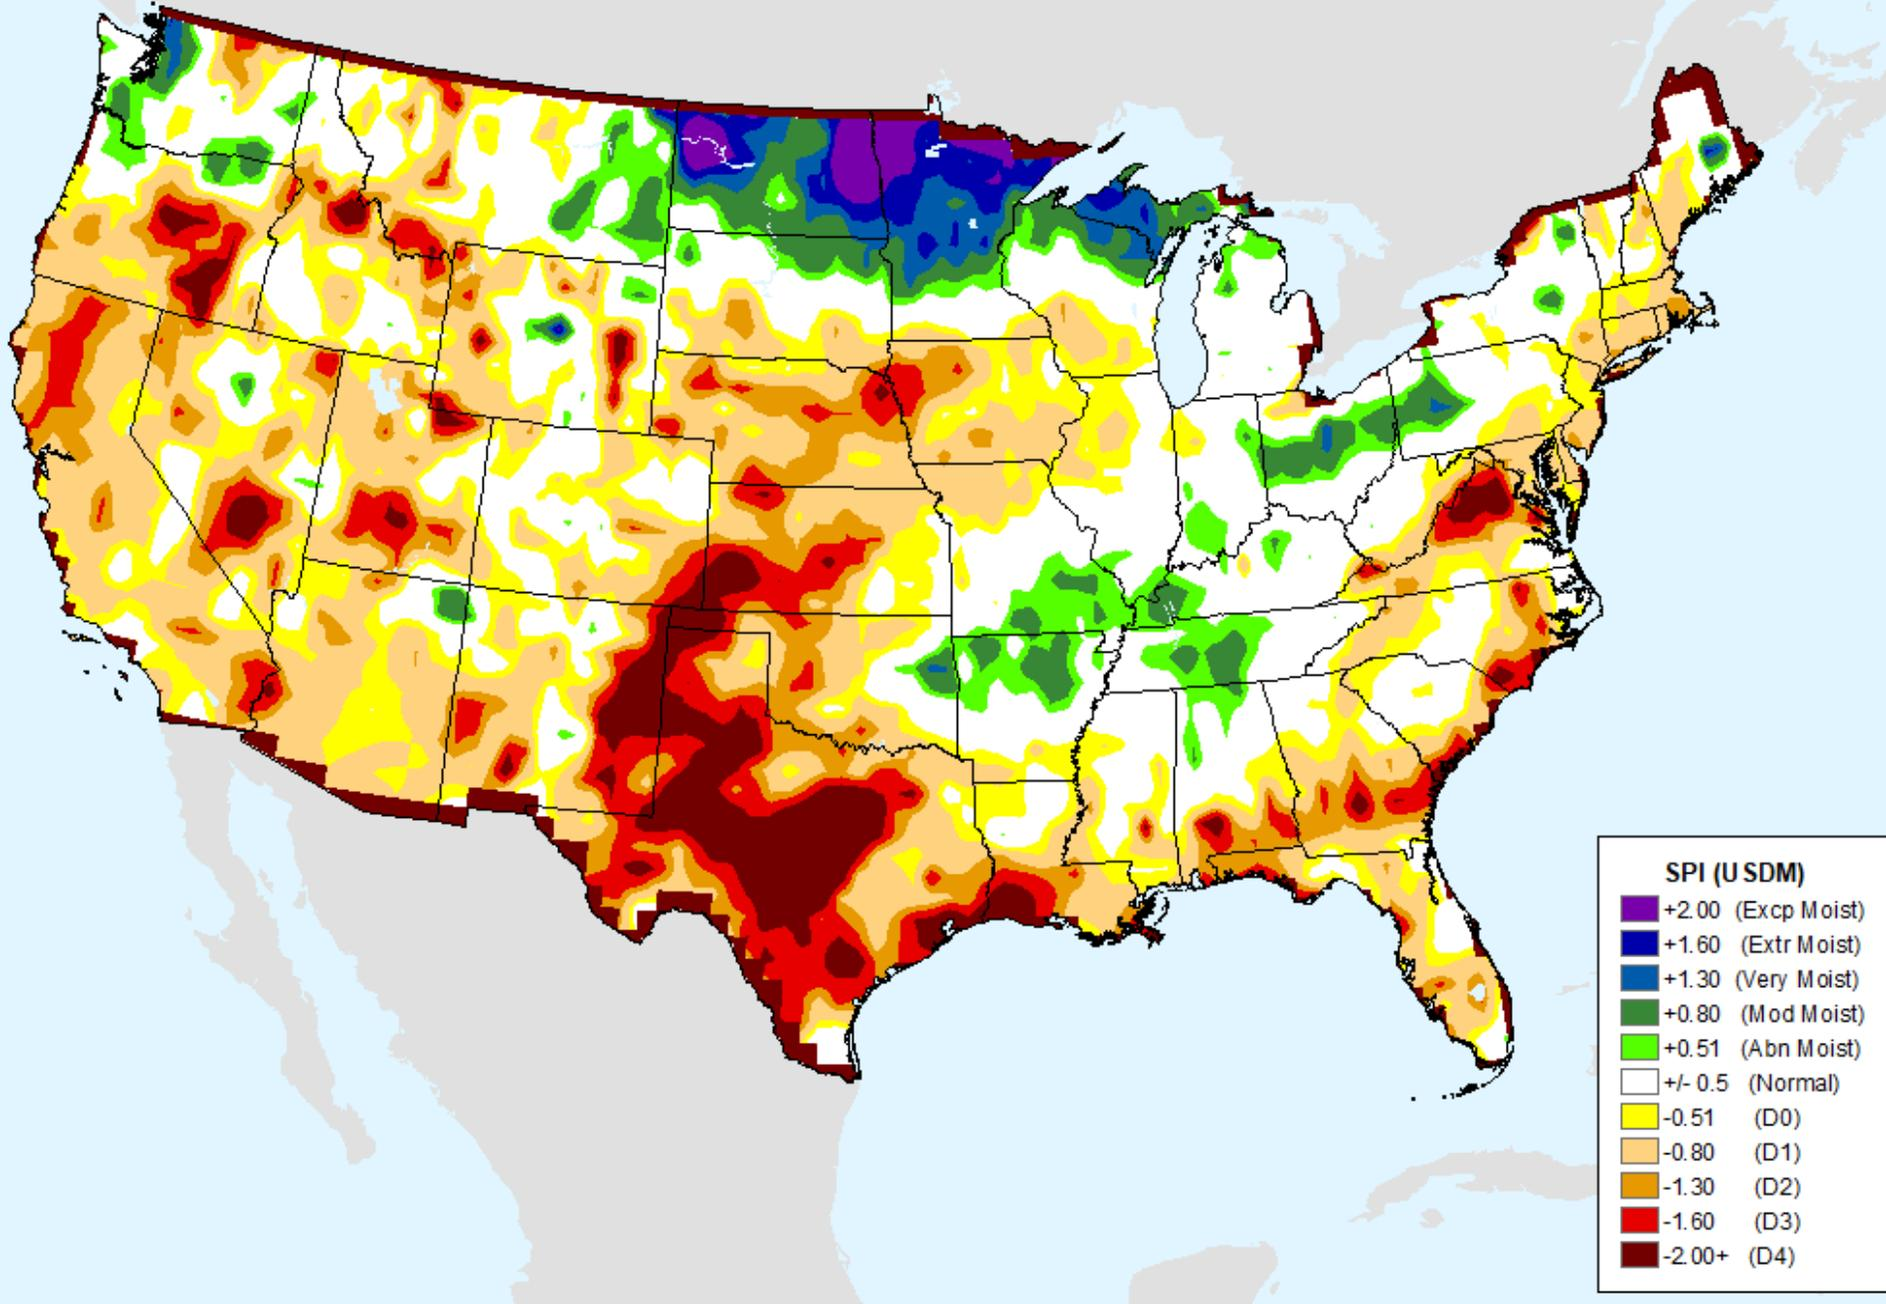 SPI (USDM)
+2.00 (Excp Moist)
+1.60 (Extr Moist)
+1.30 (Very Moist)
+0.80 (Mod Moist)
+0.51 (Abn Moist)
+/- 0.5 (Normal)
-0.51 (D0)
-0.80 (D1)
-1.30 (D2)
-1.60 (D3)
-2.00+ (D4)